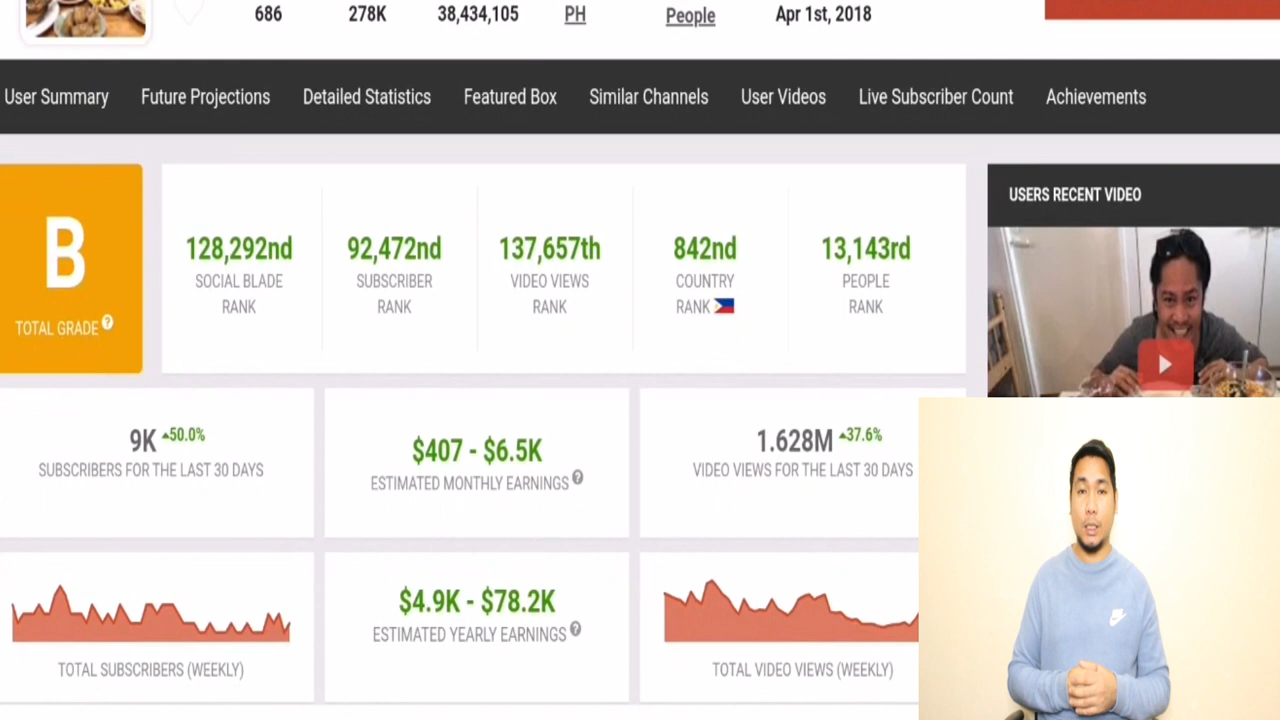 686 278K 38,434,105 PH People Apr 1st, 2018
User Summary Future Projections Detailed Statistics Featured Box Similar Channels User Videos Live Subscriber Count Achievements
B
TOTAL GRADE ?
128,292nd
SOCIAL BLADE
RANK
92,472nd
SUBSCRIBER
RANK
137,657th
VIDEO VIEWS
RANK
842nd
COUNTRY
RANK
13,143rd
PEOPLE
RANK
USERS RECENT VIDEO
9K 50.0%
SUBSCRIBERS FOR THE LAST 30 DAYS
$407 - $6.5K
ESTIMATED MONTHLY EARNINGS ?
1.628M 37.6%
VIDEO VIEWS FOR THE LAST 30 DAYS
TOTAL SUBSCRIBERS (WEEKLY)
$4.9K - $78.2K
ESTIMATED YEARLY EARNINGS ?
TOTAL VIDEO VIEWS (WEEKLY)